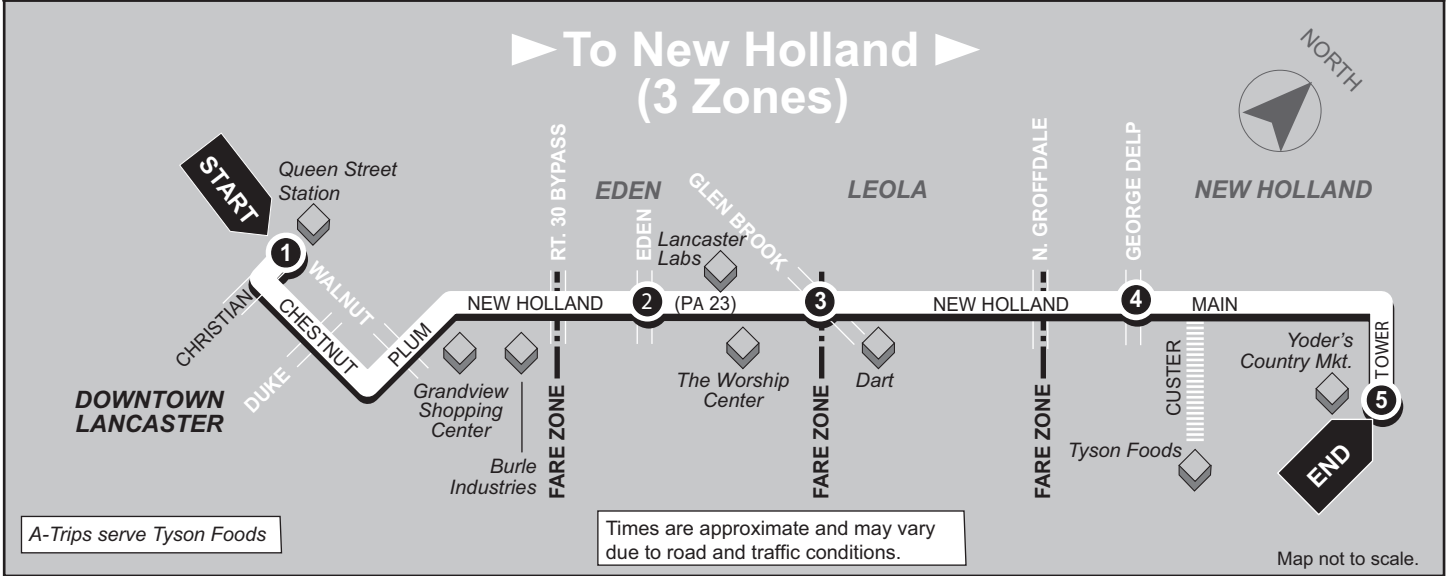 To New Holland
(3 Zones)
NORTH
START
Queen Street
Station
1
RT. 30 BYPASS
EDEN
EDEN
Lancaster
Labs
GLEN BROOK
LEOLA
N. GROFFDALE
GEORGE DELP
NEW HOLLAND
WALNUT
CHRISTIAN
CHESTNUT
DUKE
PLUM
NEW HOLLAND
2
(PA 23)
3
NEW HOLLAND
4
MAIN
TOWER
5
END
DOWNTOWN
LANCASTER
Grandview
Shopping
Center
Burle
Industries
FARE ZONE
The Worship
Center
FARE ZONE
Dart
FARE ZONE
CUSTER
Tyson Foods
Yoder's
Country Mkt.
A-Trips serve Tyson Foods
Times are approximate and may vary
due to road and traffic conditions.
Map not to scale.